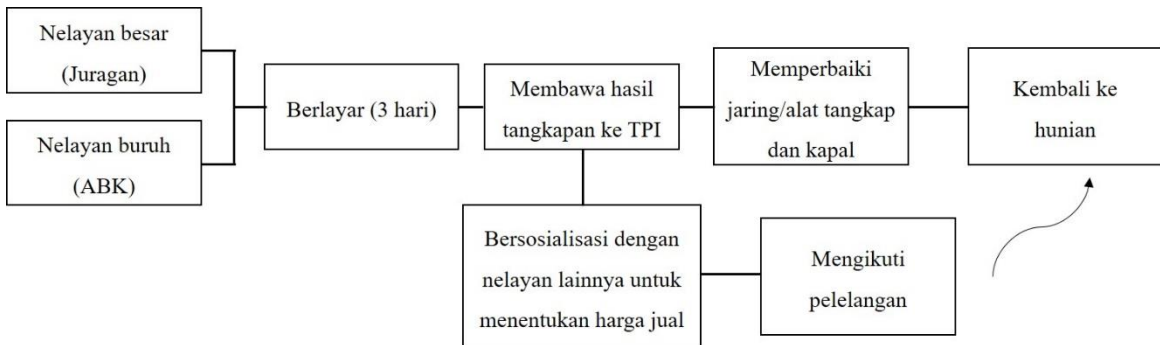 Nelayan besar
(Juragan)
Nelayan buruh
(ABK)
Berlayar (3 hari)
Membawa hasil
tangkapan ke TPI
Memperbaiki
jaring/alat tangkap
dan kapal
Kembali ke
hunian
Bersosialisasi dengan
nelayan lainnya untuk
menentukan harga jual
Mengikuti
pelelangan